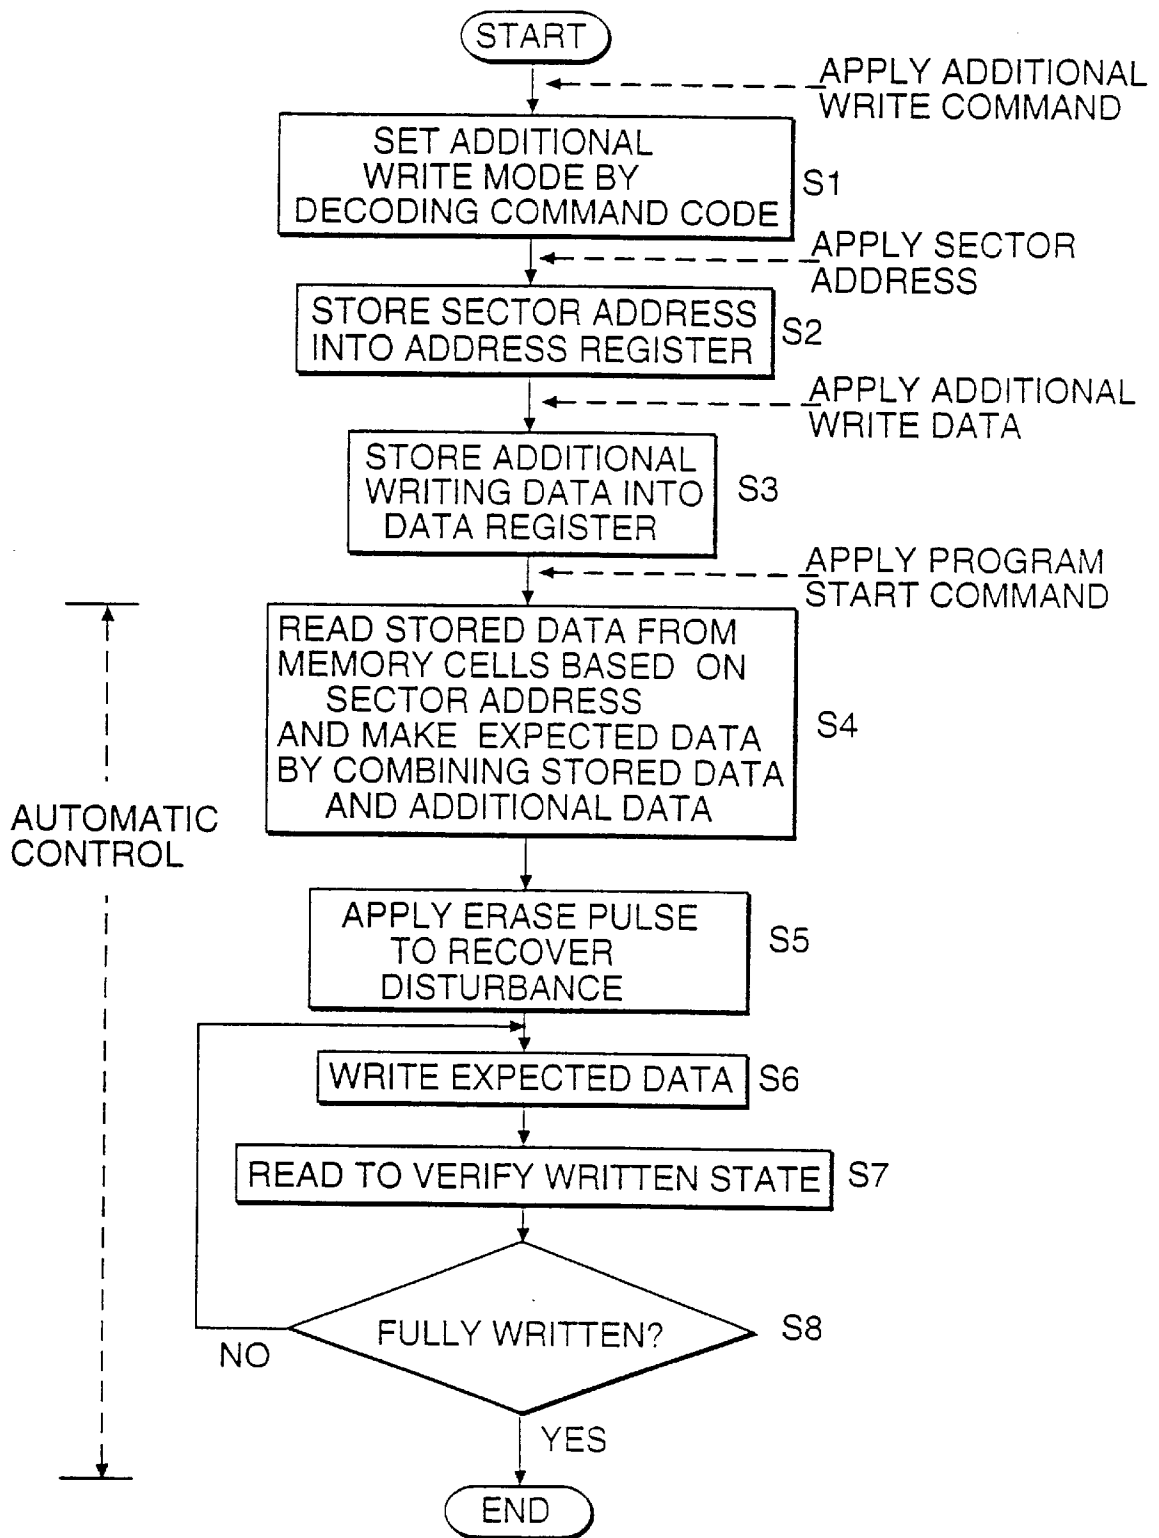 START
APPLY ADDITIONAL
WRITE COMMAND
SET ADDITIONAL
WRITE MODE BY
DECODING COMMAND CODE
S1
APPLY SECTOR
ADDRESS
STORE SECTOR ADDRESS
INTO ADDRESS REGISTER
S2
APPLY ADDITIONAL
WRITE DATA
STORE ADDITIONAL
WRITING DATA INTO
DATA REGISTER
S3
APPLY PROGRAM
START COMMAND
READ STORED DATA FROM
MEMORY CELLS BASED ON
SECTOR ADDRESS
AND MAKE EXPECTED DATA
BY COMBINING STORED DATA
AND ADDITIONAL DATA
S4
AUTOMATIC
CONTROL
APPLY ERASE PULSE
TO RECOVER
DISTURBANCE
S5
WRITE EXPECTED DATA
S6
READ TO VERIFY WRITTEN STATE
S7
FULLY WRITTEN?
S8
NO
YES
END